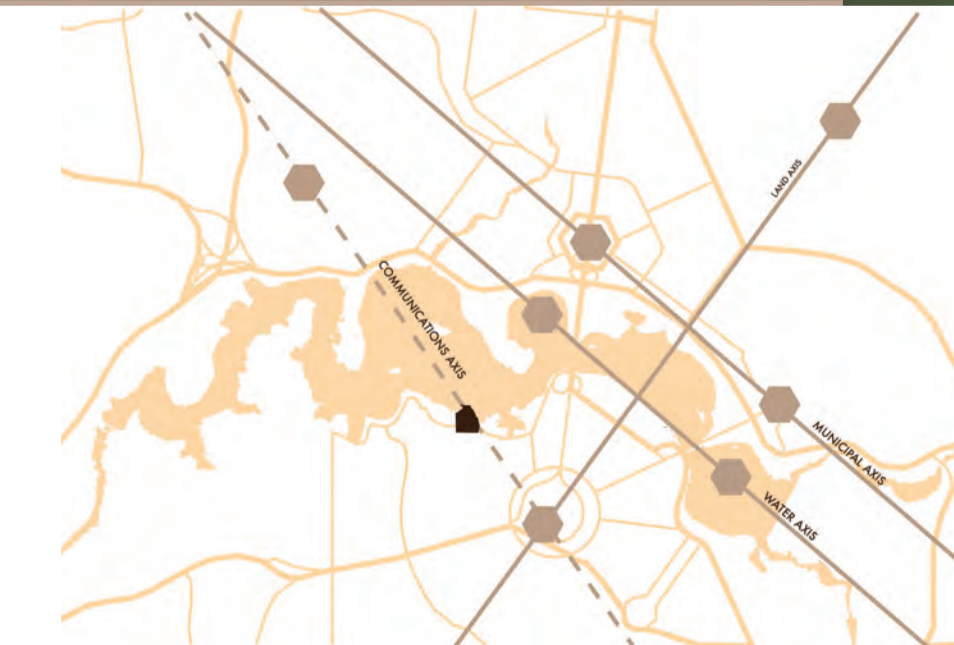 LAND AXIS
COMMUNICATIONS AXIS
MUNICIPAL AXIS
WATER AXIS